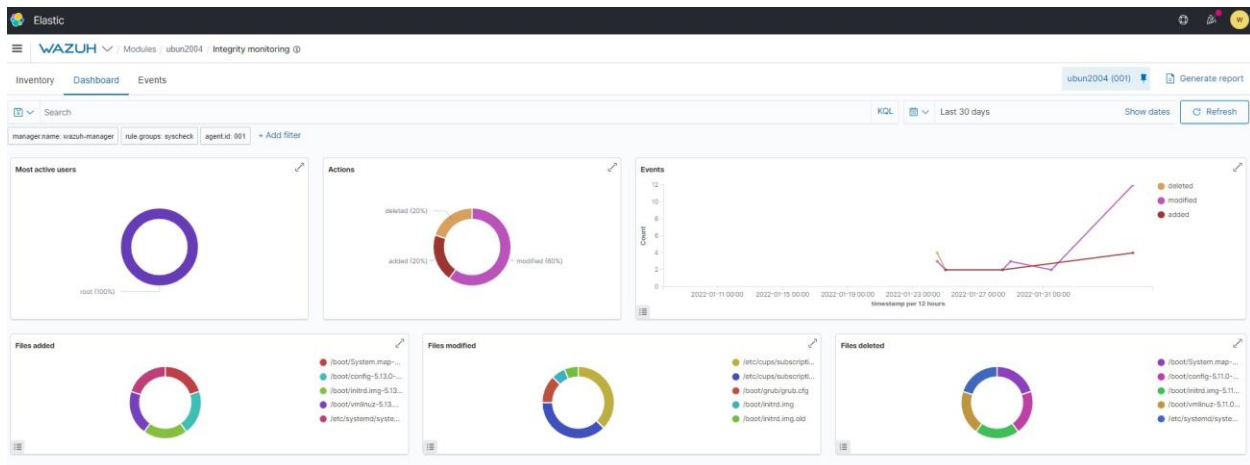 Elastic
W
WAZUH / Modules / ubun2004 / Integrity monitoring
Inventory Dashboard Events ubun2004 (001) Generate report
Search KQL Last 30 days Show dates Refresh
manager.name: wazuh-manager rule.groups: syscheck agent.id: 001 + Add filter
Most active users
root (100%)
Actions
deleted (20%)
added (20%)
modified (60%)
Events
12
10
8
6
4
2
0
Count
2022-01-11 00:00 2022-01-15 00:00 2022-01-19 00:00 2022-01-23 00:00 2022-01-27 00:00 2022-01-31 00:00
timestamp per 12 hours
deleted
modified
added
Files added
/boot/System.map-...
/boot/config-5.13.0-...
/boot/initrd.img-5.13...
/boot/vmlinuz-5.13....
/etc/systemd/syste...
Files modified
/etc/cups/subscripti...
/etc/cups/subscripti...
/boot/grub/grub.cfg
/boot/initrd.img
/boot/initrd.img.old
Files deleted
/boot/System.map-...
/boot/config-5.11.0-...
/boot/initrd.img-5.11...
/boot/vmlinuz-5.11.0...
/etc/systemd/syste...